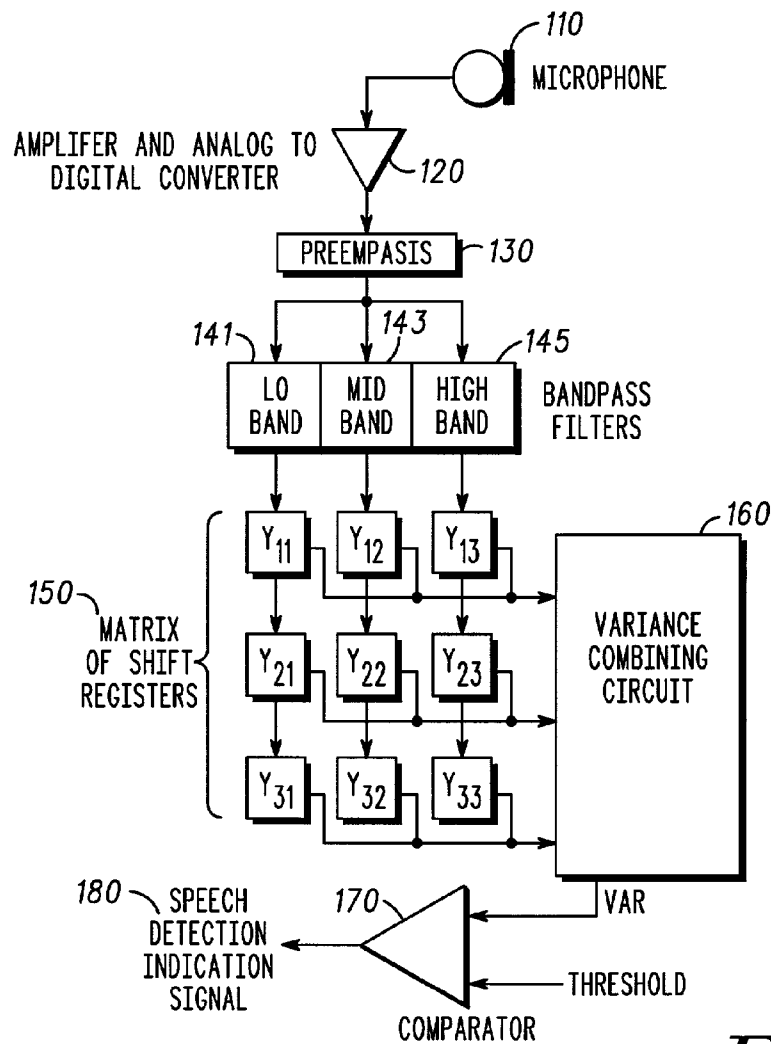 110
MICROPHONE
AMPLIFER AND ANALOG TO
DIGITAL CONVERTER
120
PREEMPASIS
130
141
143
145
LO
BAND
MID
BAND
HIGH
BAND
BANDPASS
FILTERS
150
MATRIX
OF SHIFT
REGISTERS
Y11 Y12 Y13
Y21 Y22 Y23
Y31 Y32 Y33
160
VARIANCE
COMBINING
CIRCUIT
VAR
180
SPEECH
DETECTION
INDICATION
SIGNAL
170
THRESHOLD
COMPARATOR